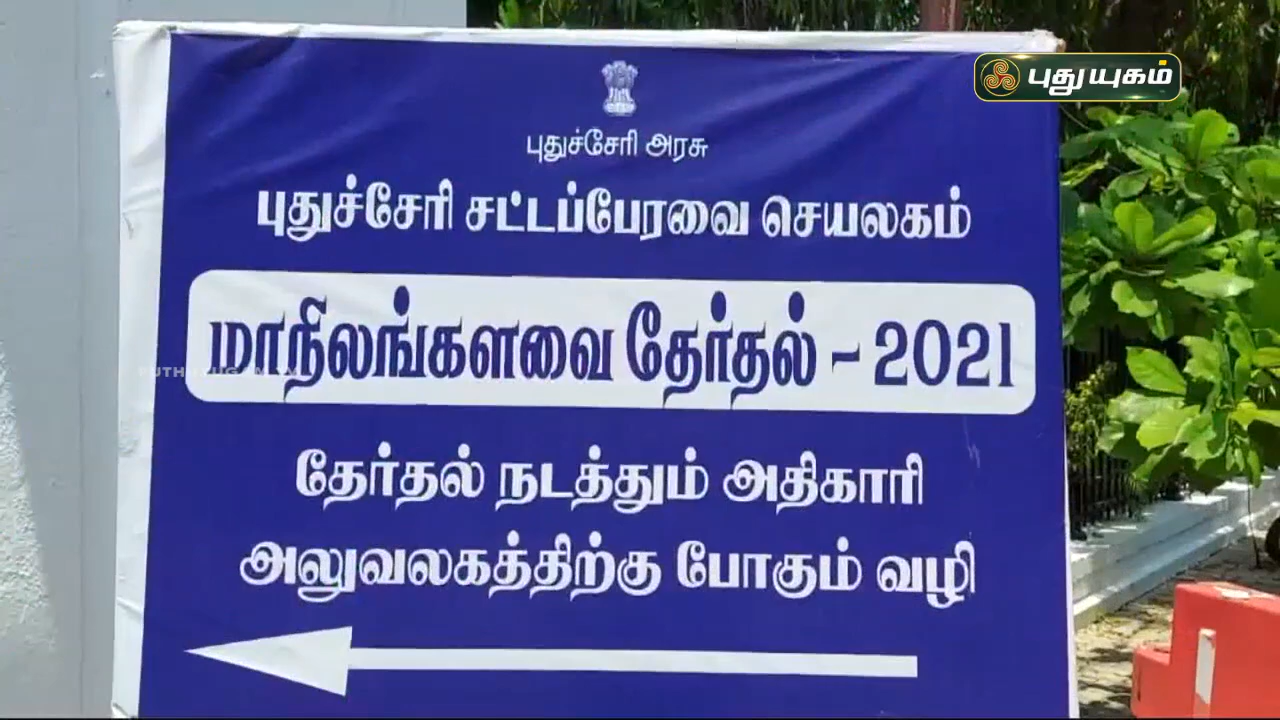 புதுயுகம்
புதுச்சேரி அரசு
புதுச்சேரி சட்டப்பேரவை செயலகம்
மாநிலங்களவை தேர்தல் - 2021
தேர்தல் நடத்தும் அதிகாரி
அலுவலகத்திற்கு போகும் வழி